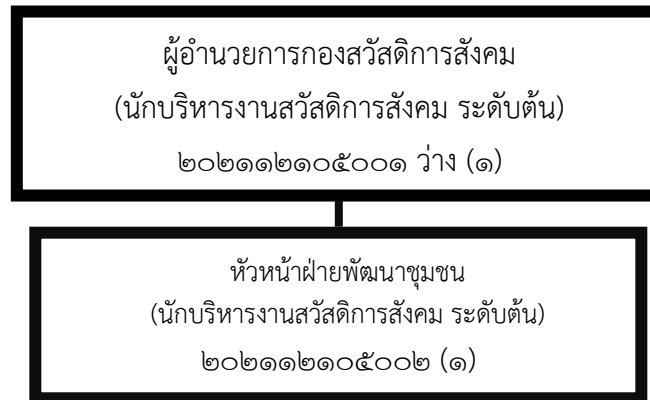 ผู้อำนวยการกองสวัสดิการสังคม
(นักบริหารงานสวัสดิการสังคม ระดับต้น)
๒๐๒๑๑๒๑๐๕๐๐๑ ว่าง (๑)
หัวหน้าฝ่ายพัฒนาชุมชน
(นักบริหารงานสวัสดิการสังคม ระดับต้น)
๒๐๒๑๑๒๑๐๕๐๐๒ (๑)